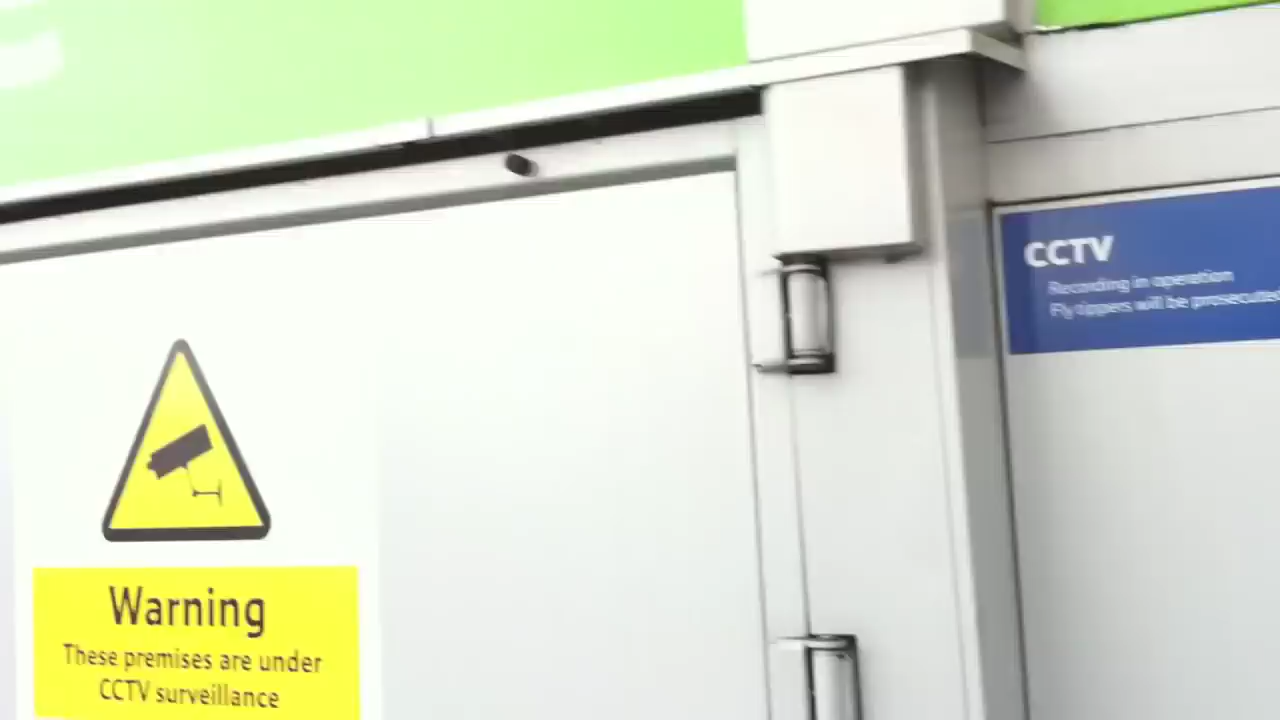 CCTV
Recording in operation
Fly tippers will be prosecuted
Warning
These premises are under
CCTV surveillance